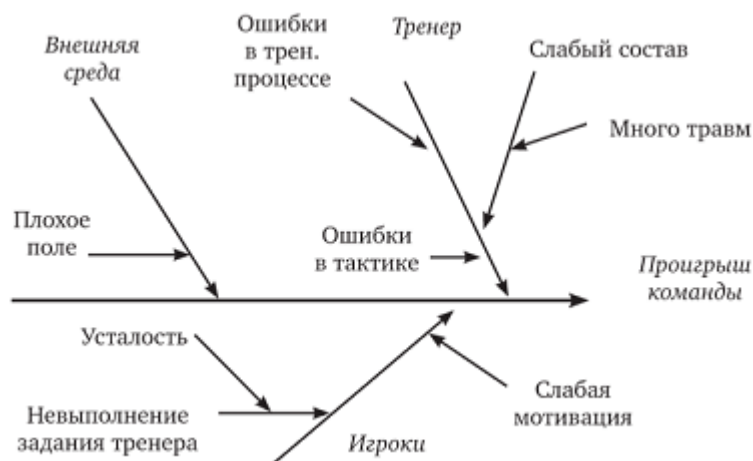 Внешняя
среда
Ошибки
в трен.
процессе
Тренер
Слабый состав
Много травм
Плохое
поле
Ошибки
в тактике
Проигрыш
команды
Усталость
Невыполнение
задания тренера
Игроки
Слабая
мотивация